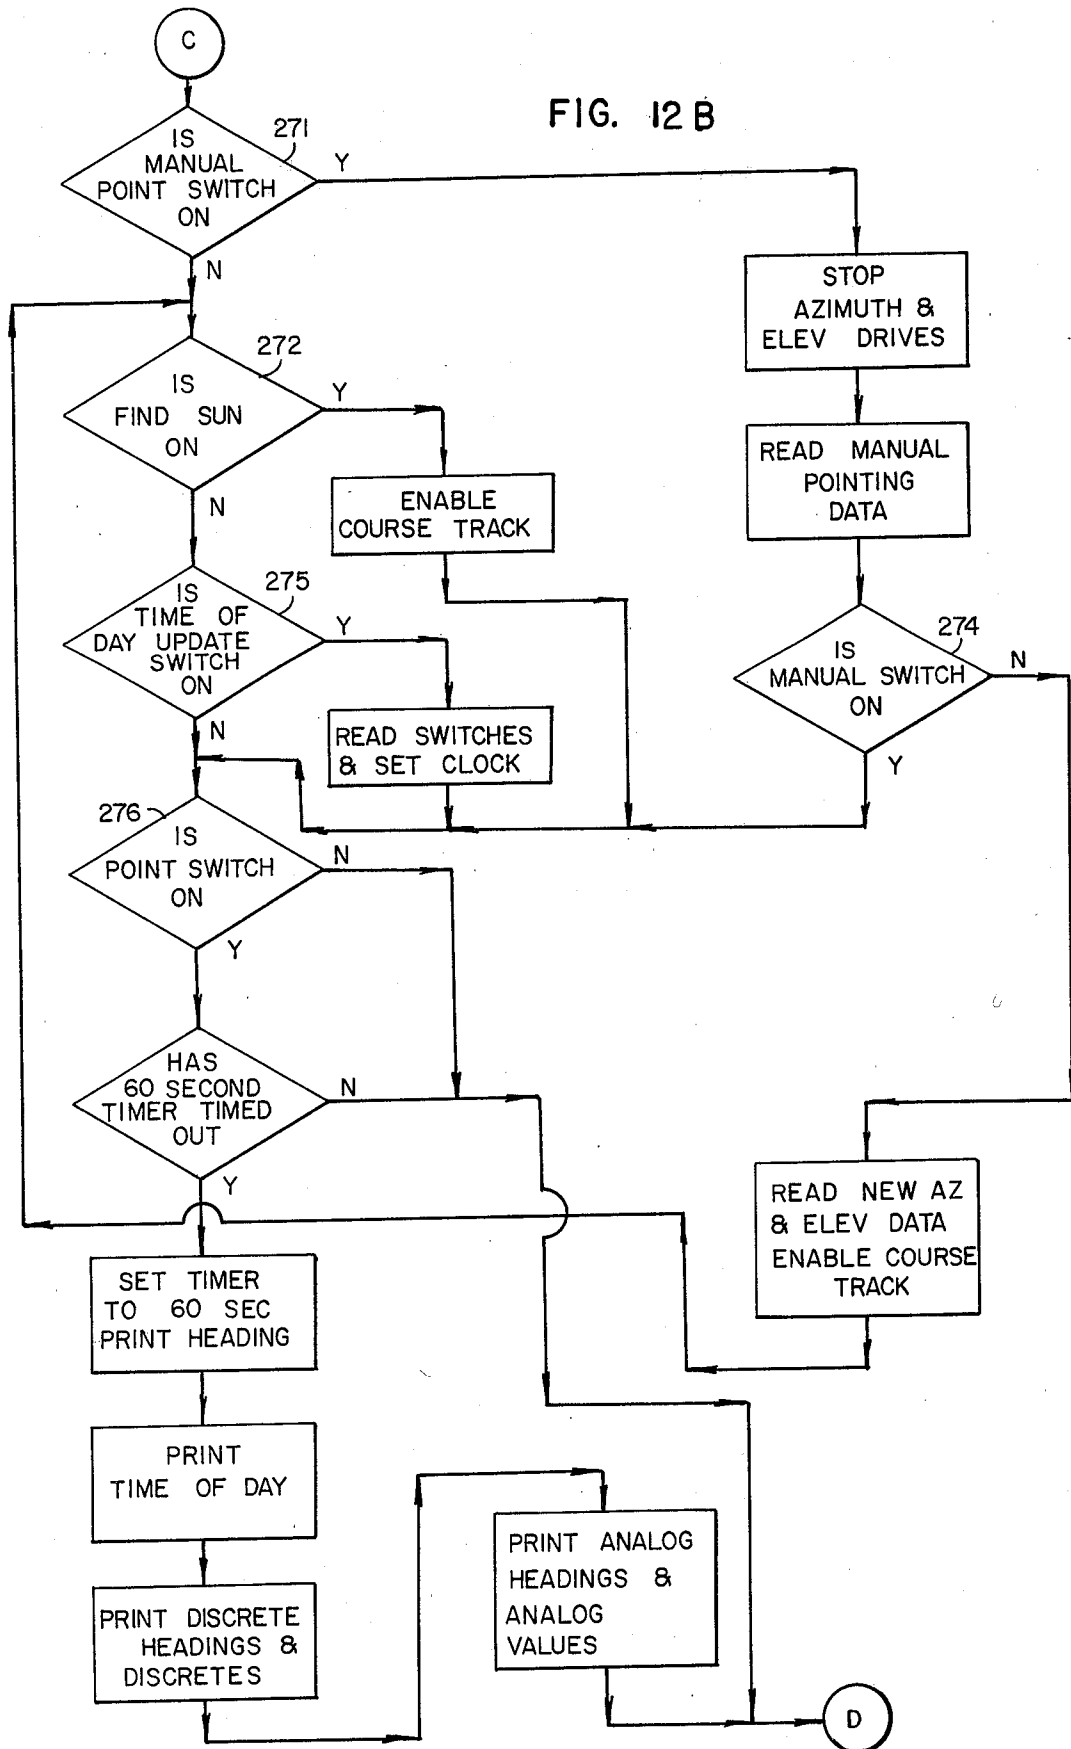 C
FIG. 12 B
271
IS
MANUAL
POINT SWITCH
ON
Y
N
STOP
AZIMUTH &
ELEV DRIVES
272
IS
FIND SUN
ON
Y
N
ENABLE
COURSE TRACK
READ MANUAL
POINTING
DATA
275
IS
TIME OF
DAY UPDATE
SWITCH
ON
Y
N
READ SWITCHES
& SET CLOCK
274
IS
MANUAL SWITCH
ON
N
Y
276
IS
POINT SWITCH
ON
N
Y
HAS
60 SECOND
TIMER TIMED
OUT
N
Y
READ NEW AZ
& ELEV DATA
ENABLE COURSE
TRACK
SET TIMER
TO 60 SEC
PRINT HEADING
PRINT
TIME OF DAY
PRINT DISCRETE
HEADINGS &
DISCRETES
PRINT ANALOG
HEADINGS &
ANALOG
VALUES
D